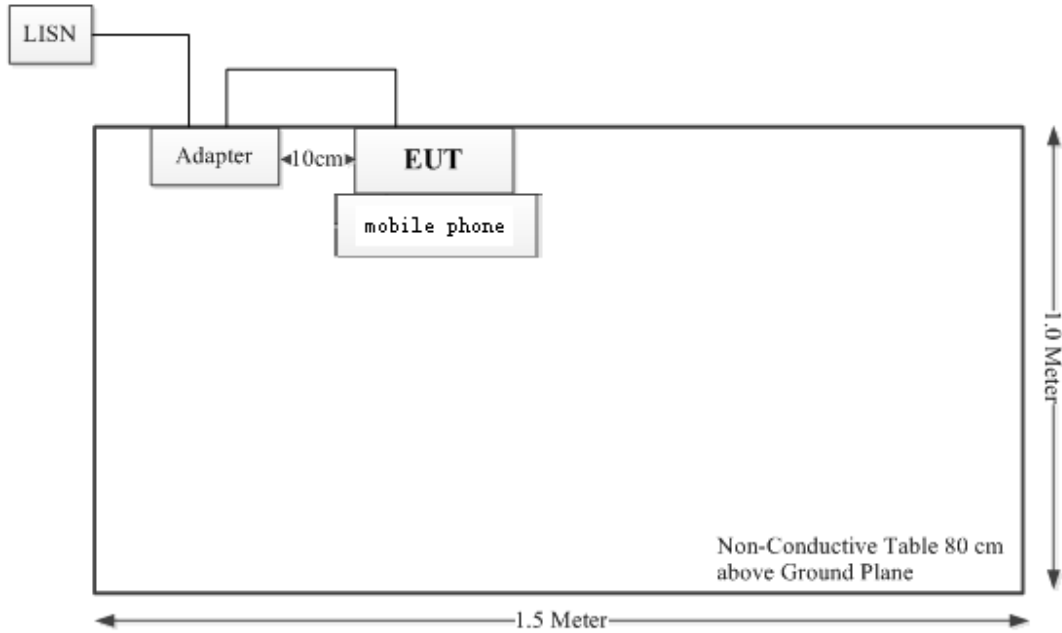 LISN
Adapter
10cm
EUT
mobile phone
1.0 Meter
Non-Conductive Table 80 cm
above Ground Plane
1.5 Meter